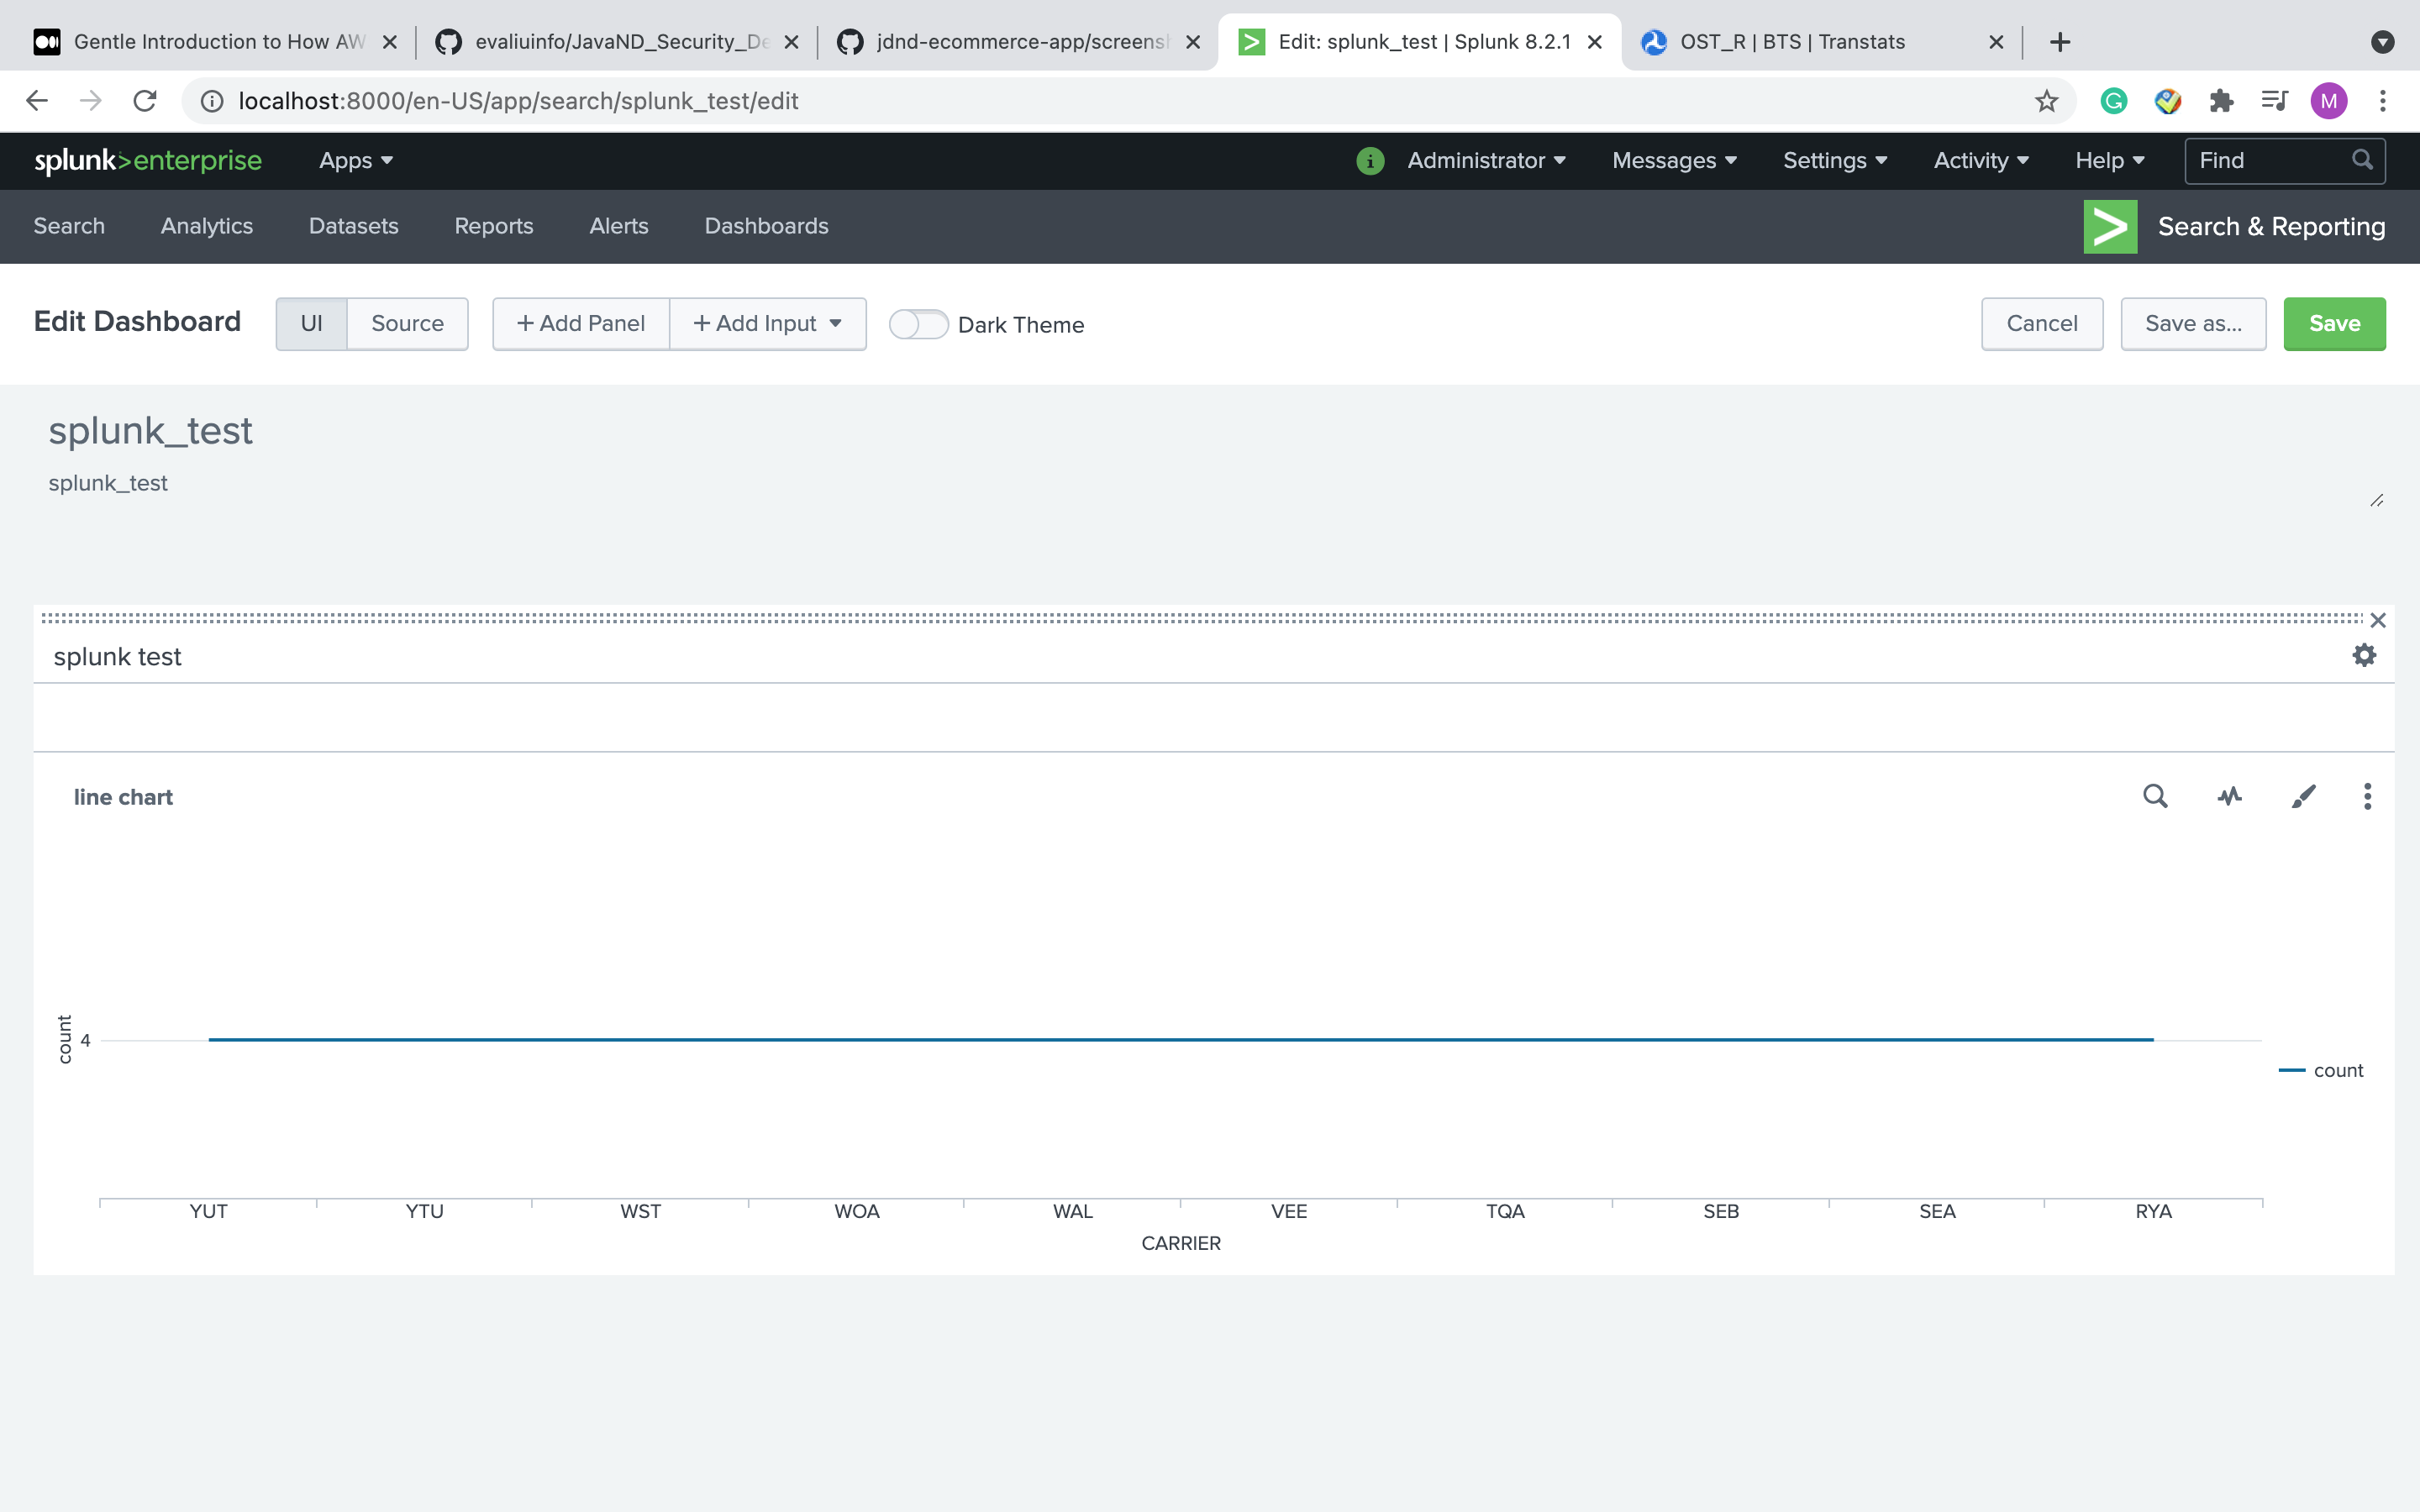 Gentle Introduction to How AW
evaliuinfo/JavaND_Security_De
jdnd-ecommerce-app/screensh
Edit: splunk_test | Splunk 8.2.1
OST_R | BTS | Transtats
localhost:8000/en-US/app/search/splunk_test/edit
M
splunk>enterprise
Apps
i
Administrator
Messages
Settings
Activity
Help
Find
Search
Analytics
Datasets
Reports
Alerts
Dashboards
Search & Reporting
Edit Dashboard
UI
Source
+ Add Panel
+ Add Input
Dark Theme
Cancel
Save as...
Save
splunk_test
splunk_test
splunk test
line chart
count
4
count
YUT YTU WST WOA WAL VEE TQA SEB SEA RYA
CARRIER